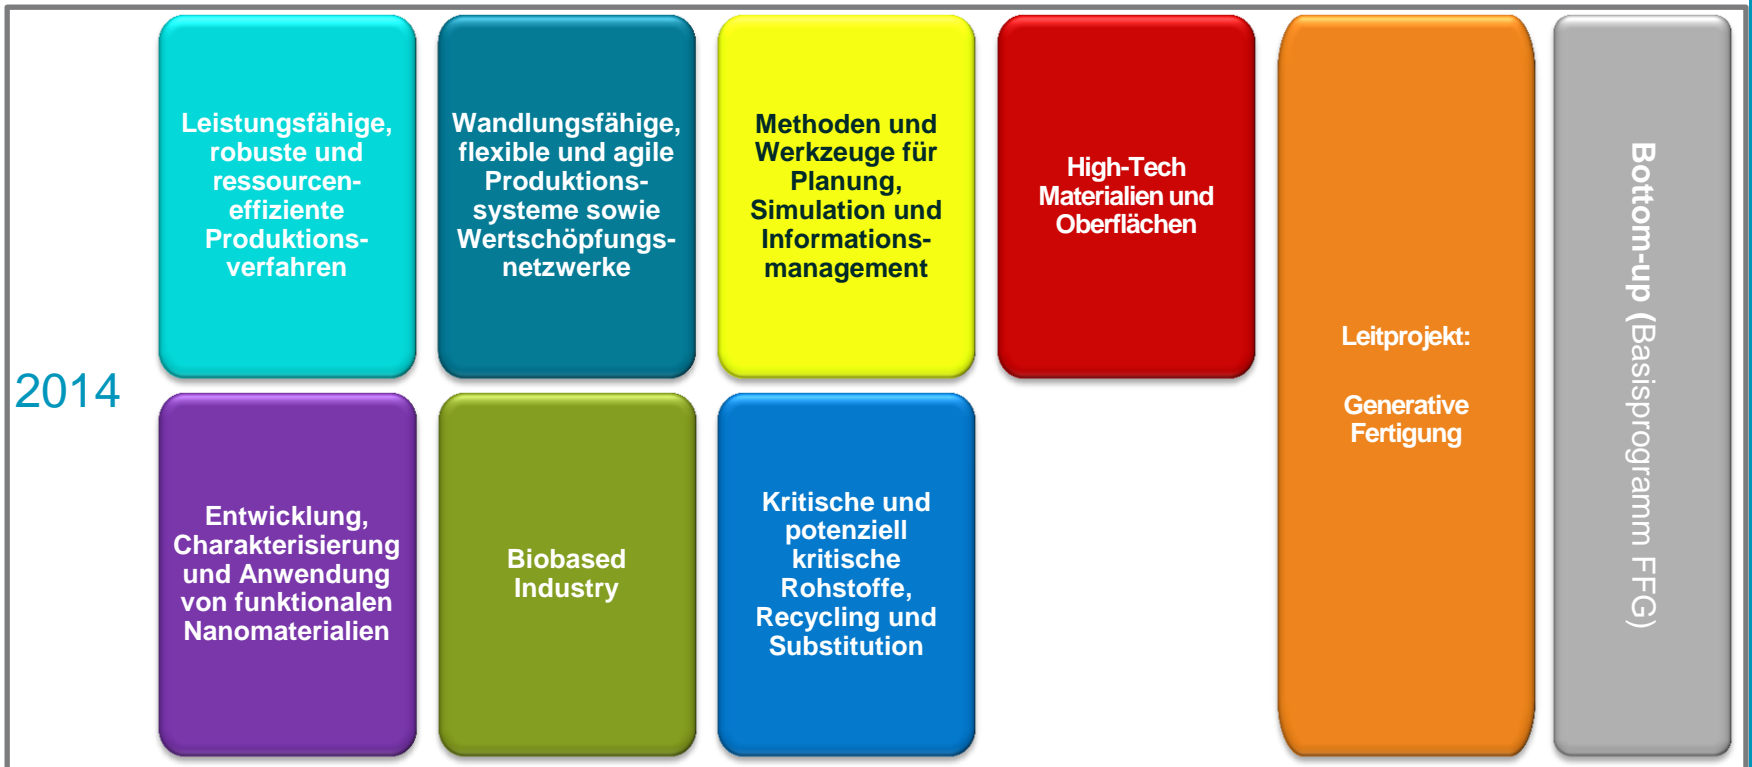 2014
Leistungsfähige,
robuste und
ressourcen-
effiziente
Produktions-
verfahren
Wandlungsfähige,
flexible und agile
Produktions-
systeme sowie
Wertschöpfungs-
netzwerke
Methoden und
Werkzeuge für
Planung,
Simulation und
Informations-
management
High-Tech
Materialien und
Oberflächen
Leitprojekt:
Generative
Fertigung
Bottom-up (Basisprogramm FFG)
Entwicklung,
Charakterisierung
und Anwendung
von funktionalen
Nanomaterialien
Biobased
Industry
Kritische und
potenziell
kritische
Rohstoffe,
Recycling und
Substitution